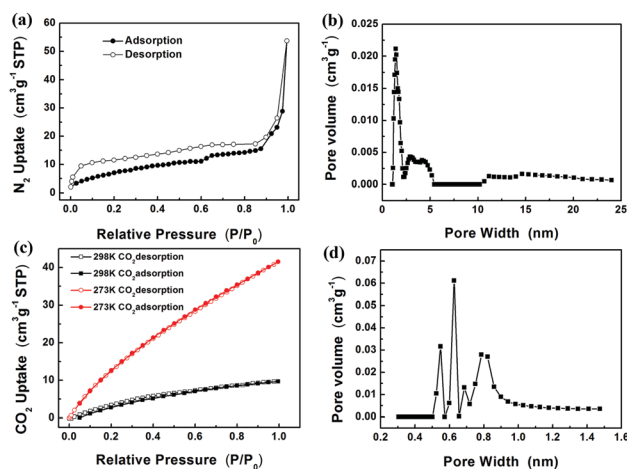 (a)
Adsorption
Desorption
N2 Uptake (cm3g-1 STP)
60
50
40
30
20
10
0
0.0 0.2 0.4 0.6 0.8 1.0
Relative Pressure (P/P0)
(b)
Pore volume (cm3g-1)
0.025
0.020
0.015
0.010
0.005
0.000
0 5 10 15 20 25
Pore Width (nm)
(c)
298K CO2desorption
298K CO2adsorption
273K CO2desorption
273K CO2adsorption
CO2 Uptake (cm3g-1 STP)
50
40
30
20
10
0
0.0 0.2 0.4 0.6 0.8 1.0
Relative Pressure (P/P0)
(d)
Pore volume (cm3g-1)
0.07
0.06
0.05
0.04
0.03
0.02
0.01
0.00
0.2 0.4 0.6 0.8 1.0 1.2 1.4 1.6
Pore Width (nm)